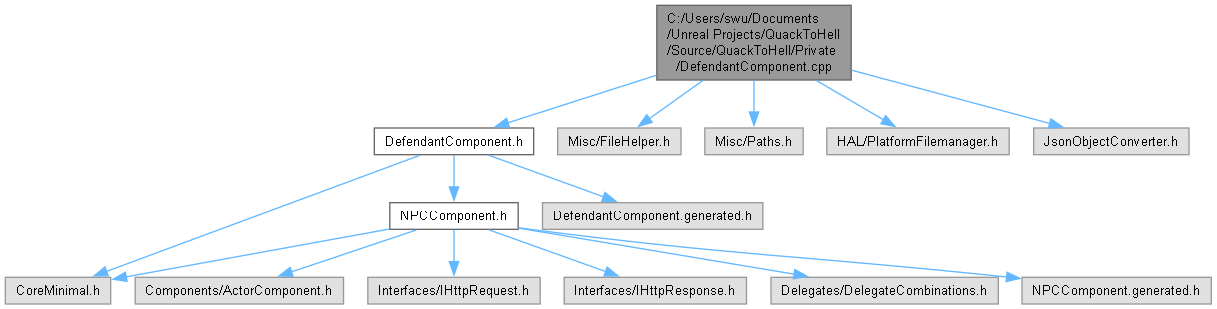 C:/Users/swu/Documents
/Unreal Projects/QuackToHell
/Source/QuackToHell/Private
/DefendantComponent.cpp
DefendantComponent.h
Misc/FileHelper.h
Misc/Paths.h
HAL/PlatformFilemanager.h
JsonObjectConverter.h
NPCComponent.h
DefendantComponent.generated.h
CoreMinimal.h
Components/ActorComponent.h
Interfaces/IHttpRequest.h
Interfaces/IHttpResponse.h
Delegates/DelegateCombinations.h
NPCComponent.generated.h